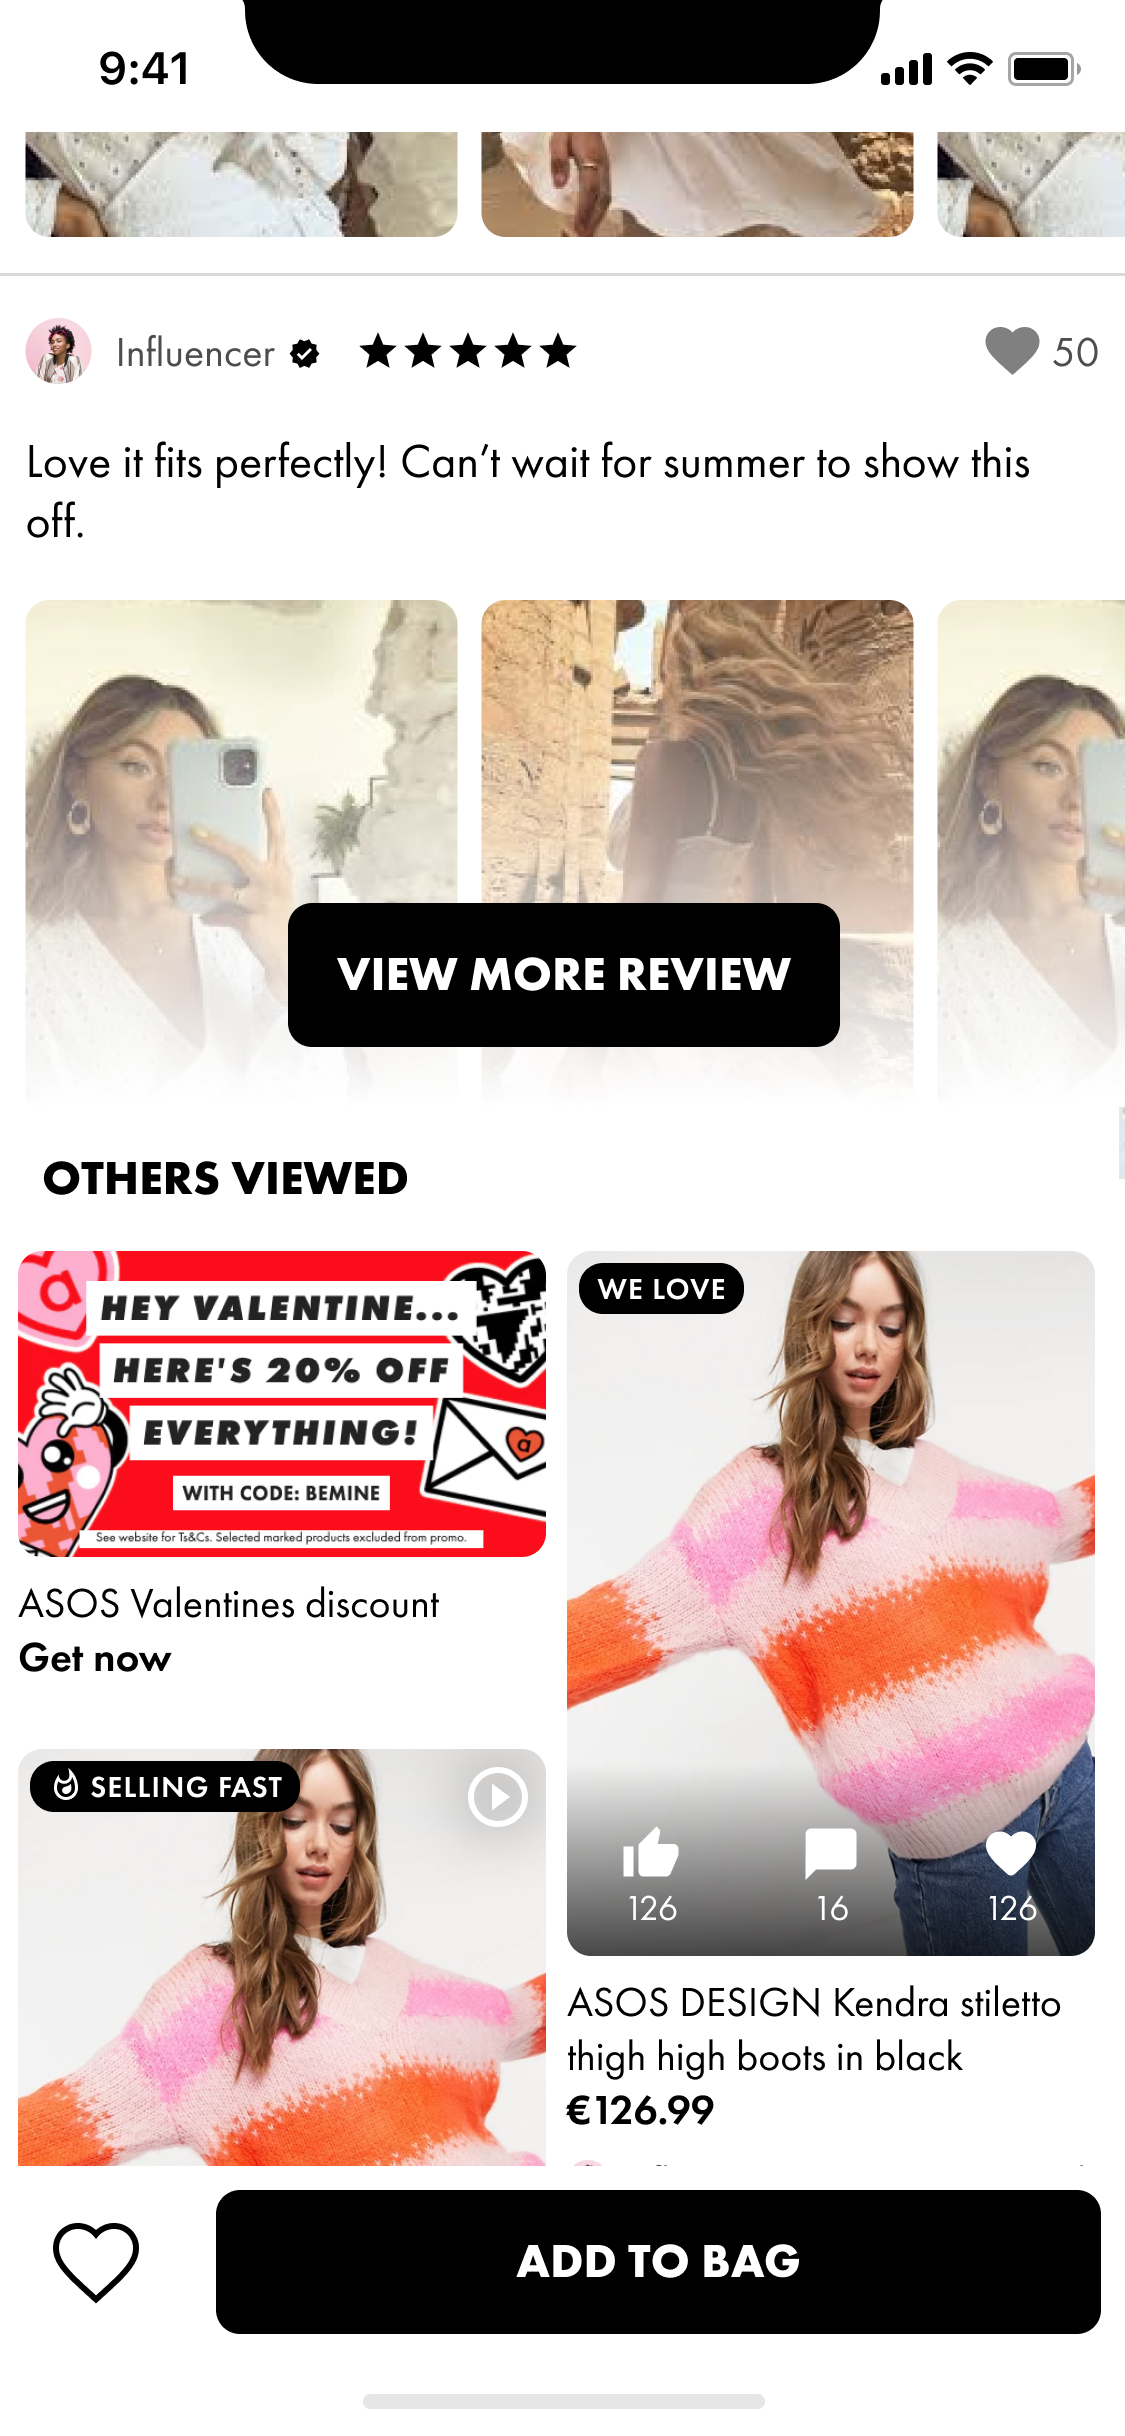 9:41
Influencer
50
Love it fits perfectly! Can’t wait for summer to show this
off.
VIEW MORE REVIEW
OTHERS VIEWED
a
HEY VALENTINE...
HERE'S 20% OFF
EVERYTHING!
a
WITH CODE: BEMINE
See website for Ts&Cs. Selected marked products excluded from promo.
ASOS Valentines discount
Get now
SELLING FAST
WE LOVE
126
16
126
ASOS DESIGN Kendra stiletto
thigh high boots in black
€126.99
ADD TO BAG